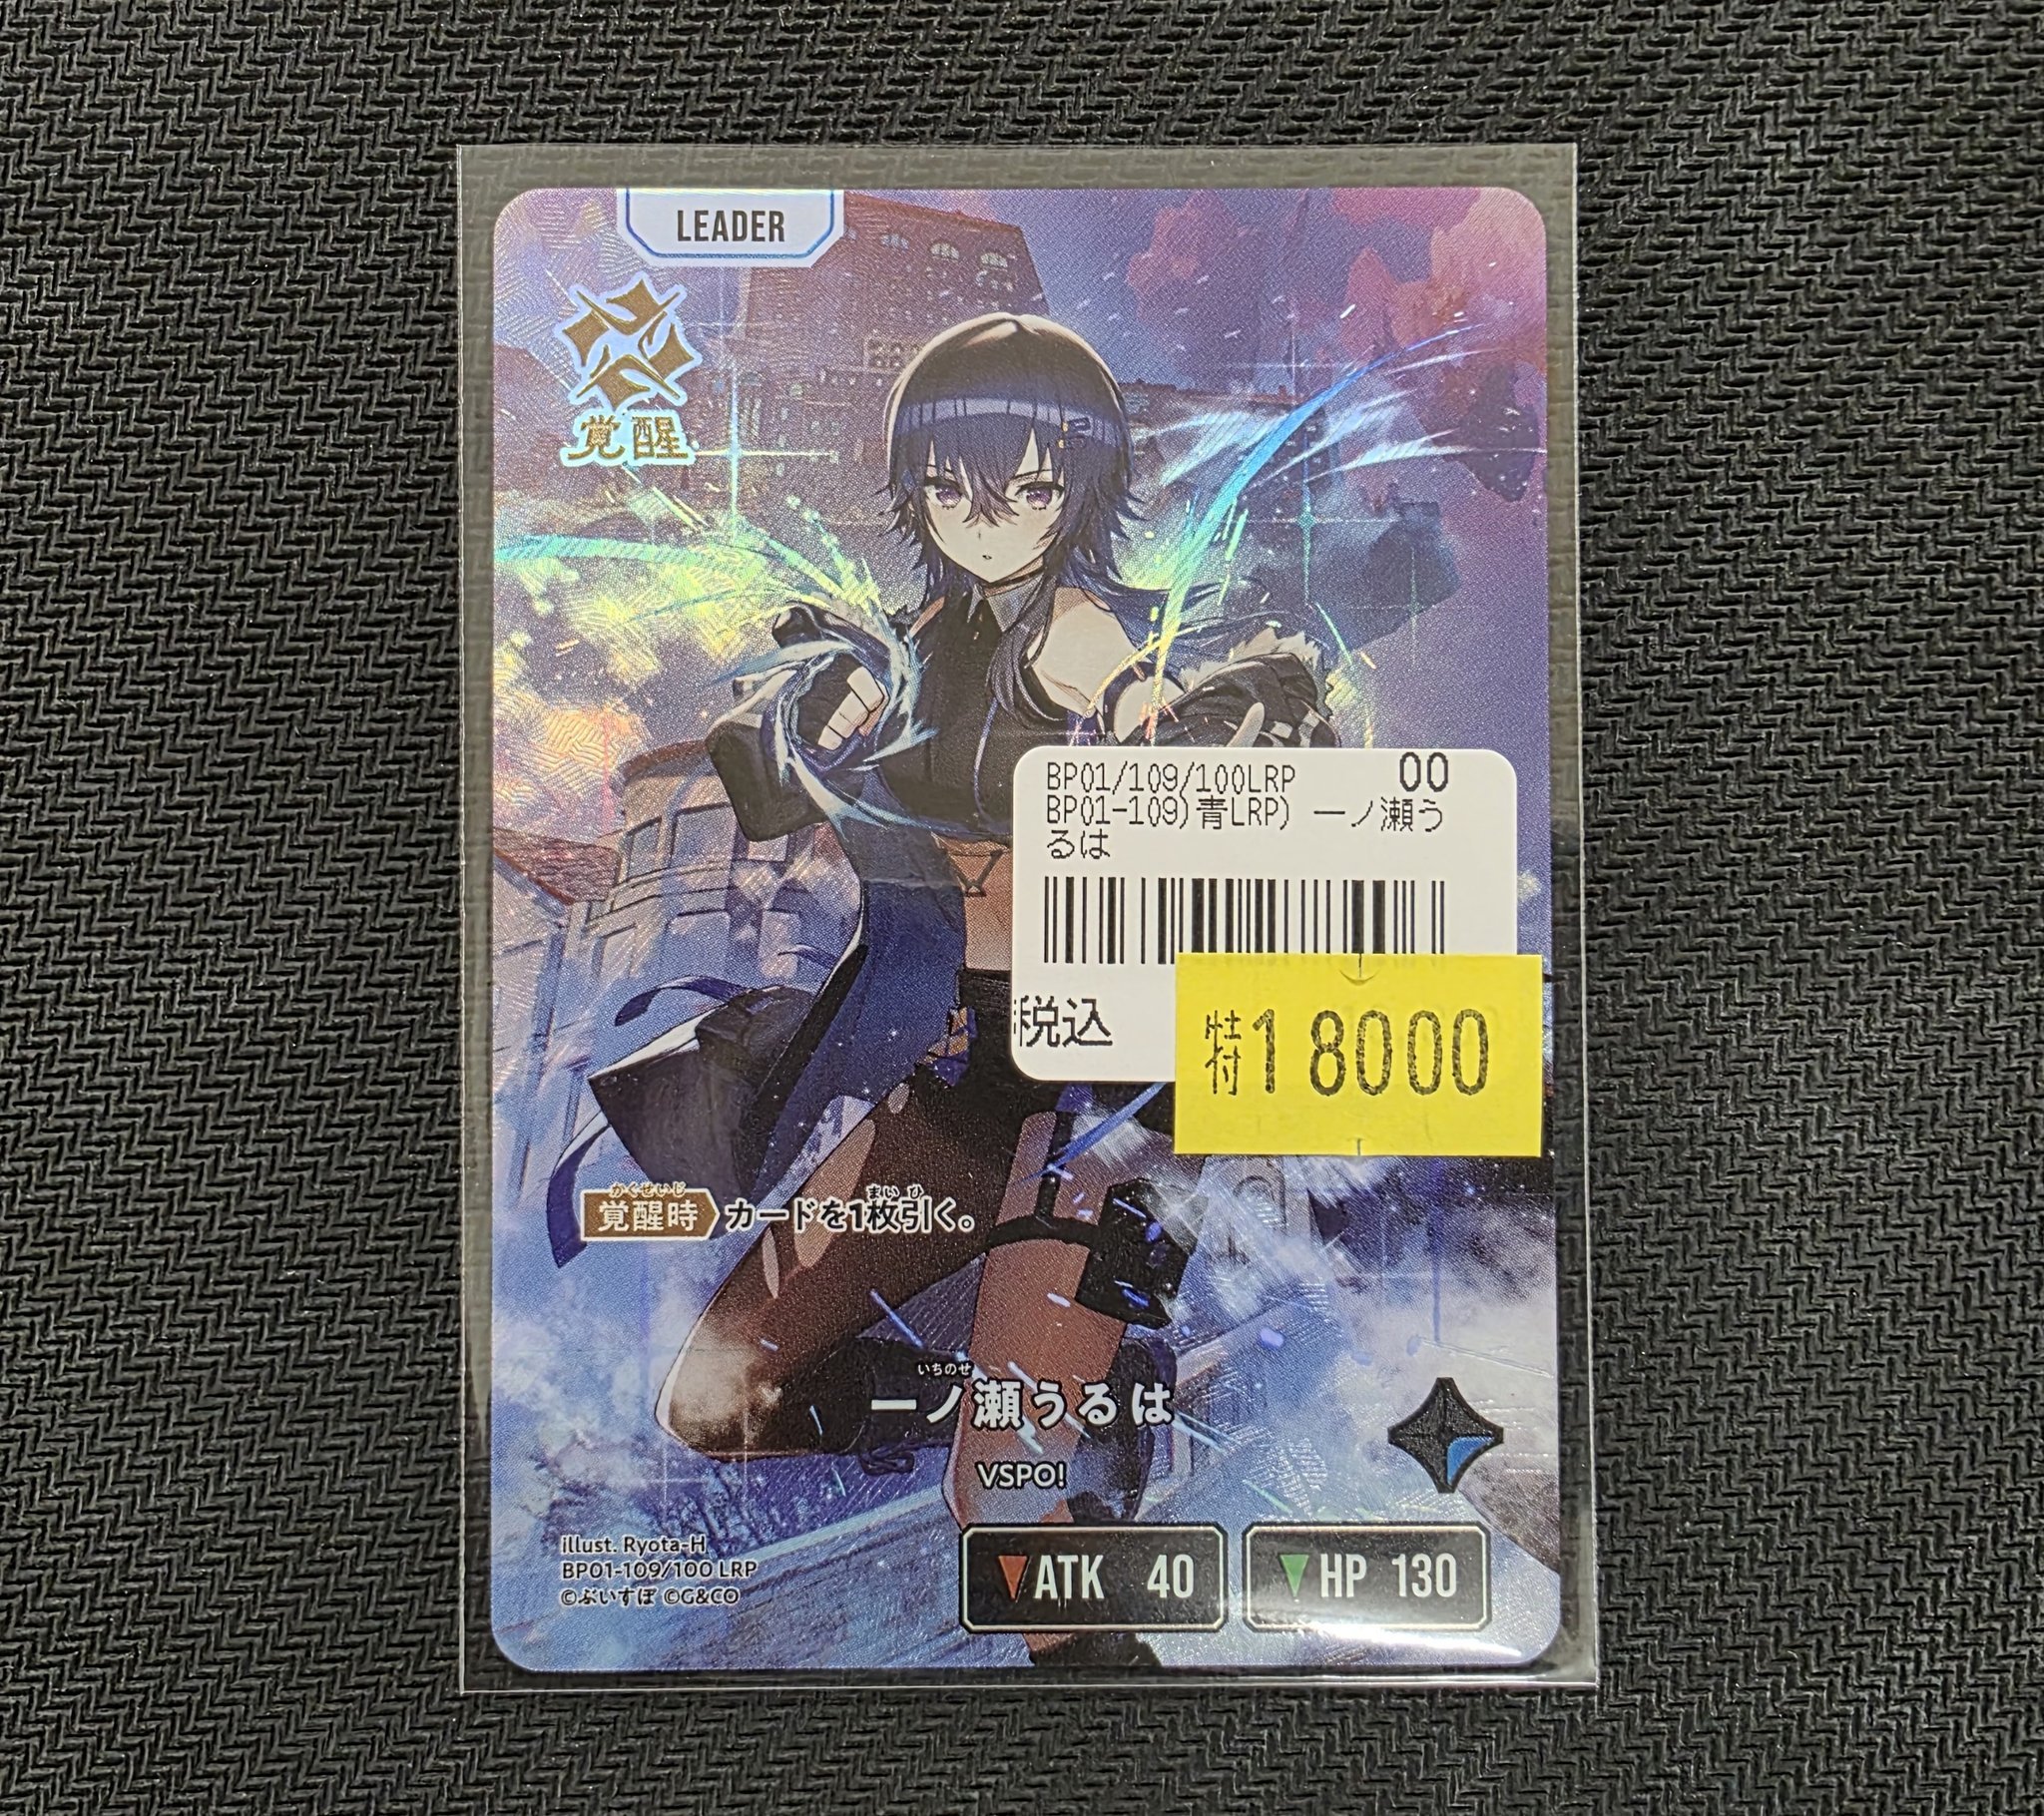 LEADER
覚醒
BP01/109/100LRP 00
BP01-109)青LRP) 一ノ瀬う
るは
税込
特18000
かくせいじ まい ひ
覚醒時 カードを1枚引く。
いちのせ
一ノ瀬うるは
VSPO!
illust. Ryota-H
BP01-109/100 LRP
©ぶいすぽ ©G&CO
ATK 40 HP 130